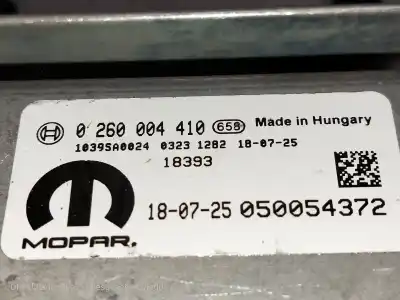 0 260 004 410 658 Made in Hungary
1039SA0024 0323 1282 18-07-25
18393
18-07-25 050054372
MOPAR.